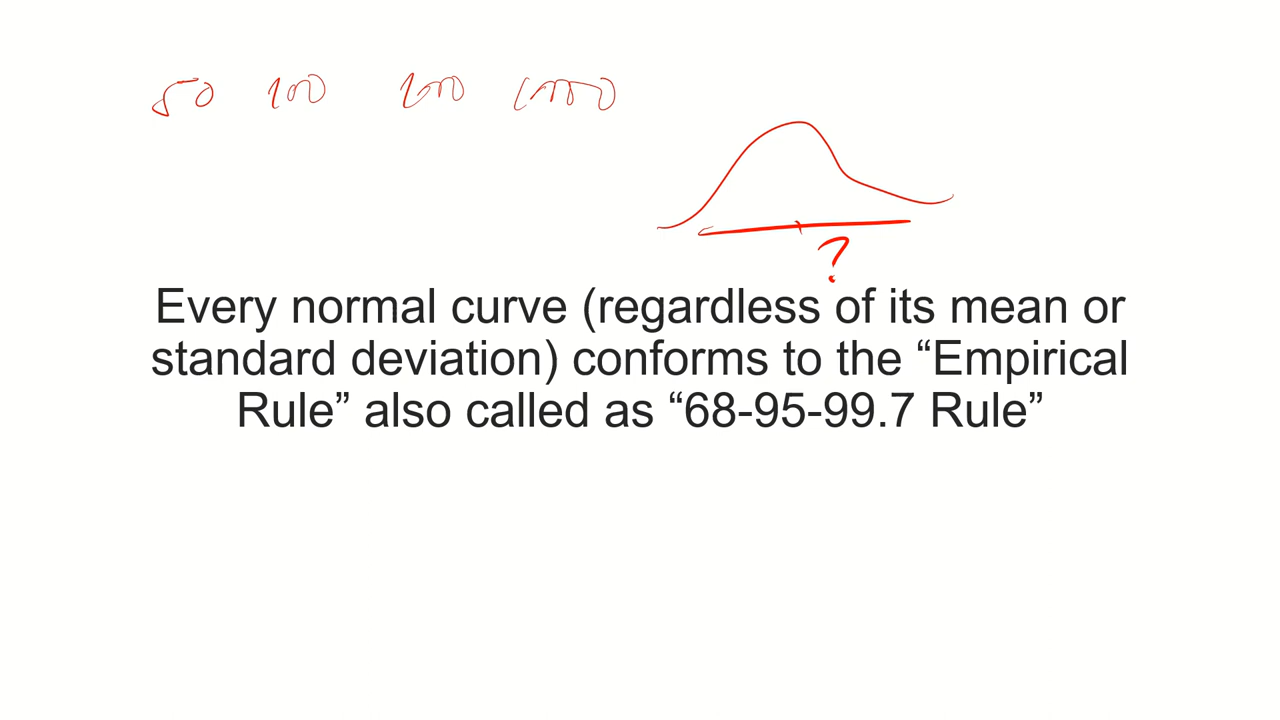 50 100 200 1000
?
Every normal curve (regardless of its mean or
standard deviation) conforms to the “Empirical
Rule” also called as “68-95-99.7 Rule”